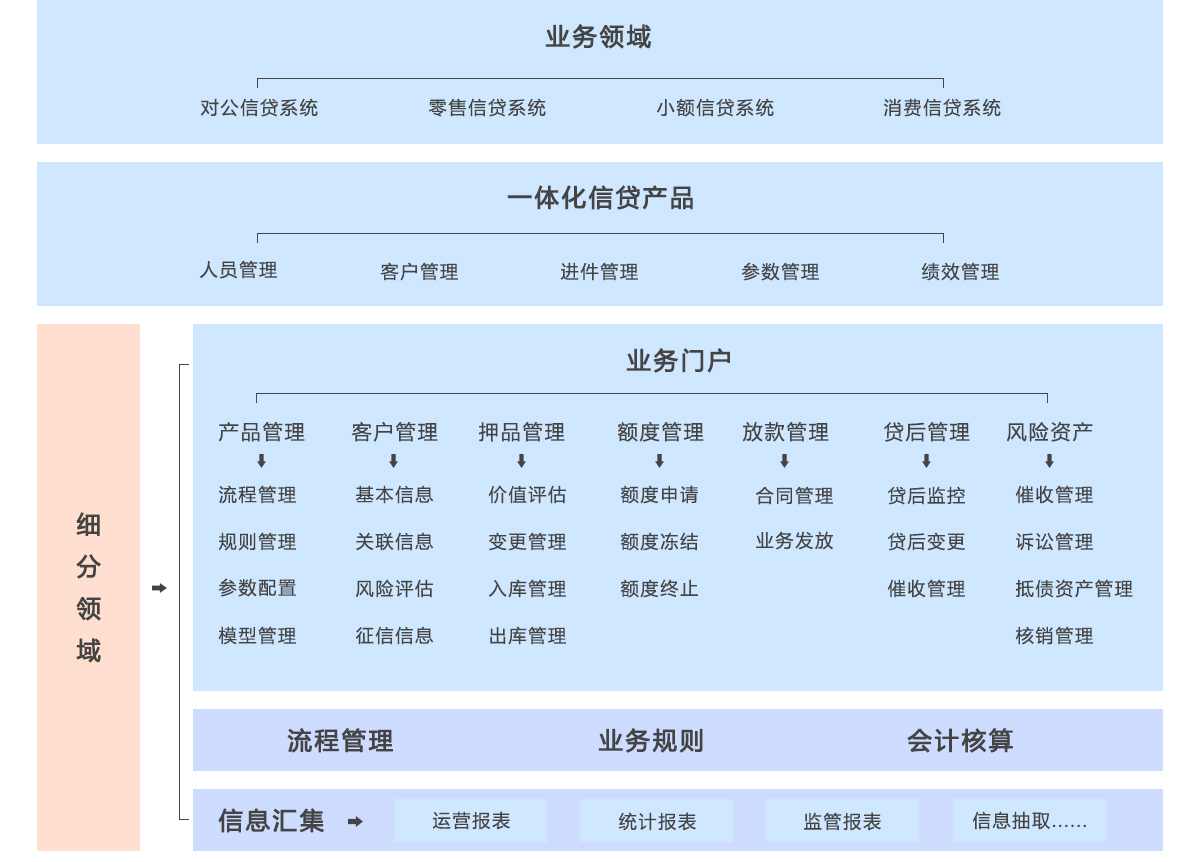 业务领域
对公信贷系统 零售信贷系统 小额信贷系统 消费信贷系统
一体化信贷产品
人员管理 客户管理 进件管理 参数管理 绩效管理
细
分
领
域
业务门户
产品管理 客户管理 押品管理 额度管理 放款管理 贷后管理 风险资产
流程管理 基本信息 价值评估 额度申请 合同管理 贷后监控 催收管理
规则管理 关联信息 变更管理 额度冻结 业务发放 贷后变更 诉讼管理
参数配置 风险评估 入库管理 额度终止 催收管理 抵债资产管理
模型管理 征信信息 出库管理 核销管理
流程管理 业务规则 会计核算
信息汇集 运营报表 统计报表 监管报表 信息抽取……